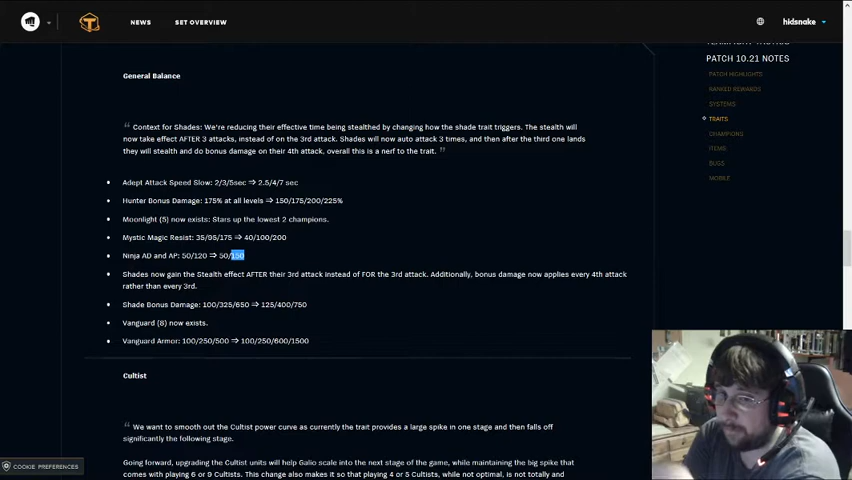 NEWS
SET OVERVIEW
hidsnake
General Balance
“ Context for Shades: We're reducing their effective time being stealthed by changing how the shade trait triggers. The stealth will
now take effect AFTER 3 attacks, instead of on the 3rd attack. Shades will now auto attack 3 times, and then after the third one lands
they will stealth and do bonus damage on their 4th attack, overall this is a nerf to the trait. ”
Adept Attack Speed Slow: 2/3/5sec ⇒ 2.5/4/7 sec
Hunter Bonus Damage: 175% at all levels ⇒ 150/175/200/225%
Moonlight (5) now exists: Stars up the lowest 2 champions.
Mystic Magic Resist: 35/95/175 ⇒ 40/100/200
Ninja AD and AP: 50/120 ⇒ 50/150
Shades now gain the Stealth effect AFTER their 3rd attack instead of FOR the 3rd attack. Additionally, bonus damage now applies every 4th attack
rather than every 3rd.
Shade Bonus Damage: 100/325/650 ⇒ 125/400/750
Vanguard (8) now exists.
Vanguard Armor: 100/250/500 ⇒ 100/250/600/1500
Cultist
“ We want to smooth out the Cultist power curve as currently the trait provides a large spike in one stage and then falls off
significantly the following stage.
Going forward, upgrading the Cultist units will help Galio scale into the next stage of the game, while maintaining the big spike that
comes with playing 6 or 9 Cultists. This change also makes it so that playing 4 or 5 Cultists, while not optimal, is not totally and
PATCH 10.21 NOTES
PATCH HIGHLIGHTS
RANKED REWARDS
SYSTEMS
TRAITS
CHAMPIONS
ITEMS
BUGS
MOBILE
COOKIE PREFERENCES